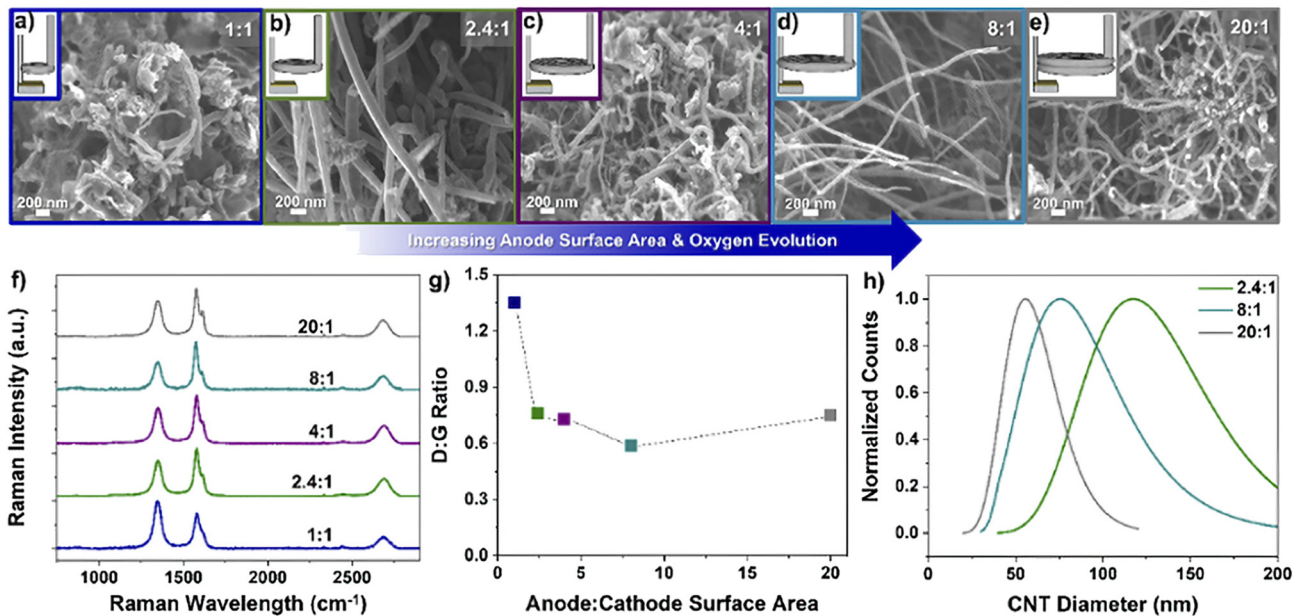 a) 1:1
b) 2.4:1
c) 4:1
d) 8:1
e) 20:1
200 nm
200 nm
200 nm
200 nm
200 nm
Increasing Anode Surface Area & Oxygen Evolution
f)
Raman Intensity (a.u.)
20:1
8:1
4:1
2.4:1
1:1
1000 1500 2000 2500
Raman Wavelength (cm⁻¹)
g)
D:G Ratio
1.5
1.2
0.9
0.6
0.3
0.0
0 5 10 15 20
Anode:Cathode Surface Area
h)
Normalized Counts
1.0
0.8
0.6
0.4
0.2
0.0
2.4:1
8:1
20:1
0 50 100 150 200
CNT Diameter (nm)